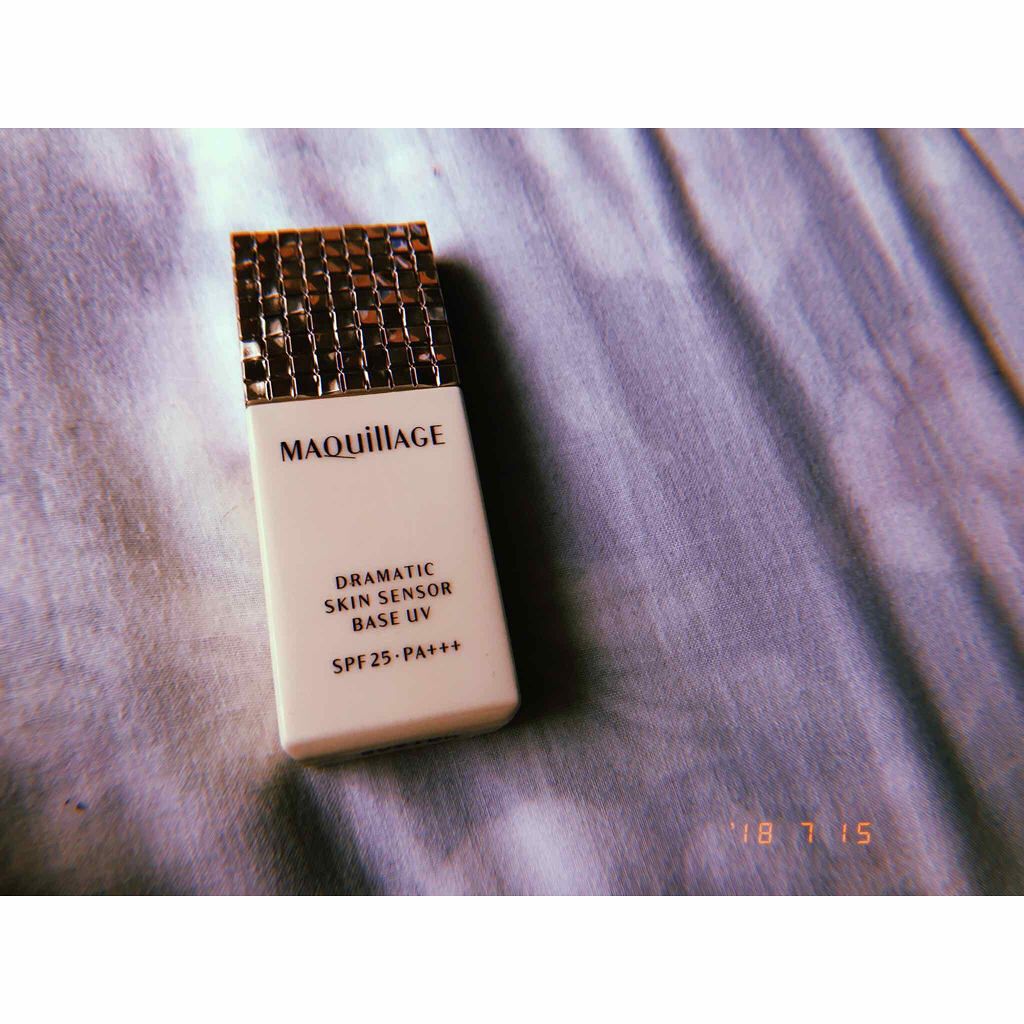 MAQuillAGE
DRAMATIC
SKIN SENSOR
BASE UV
SPF25·PA+++
'18 7 15